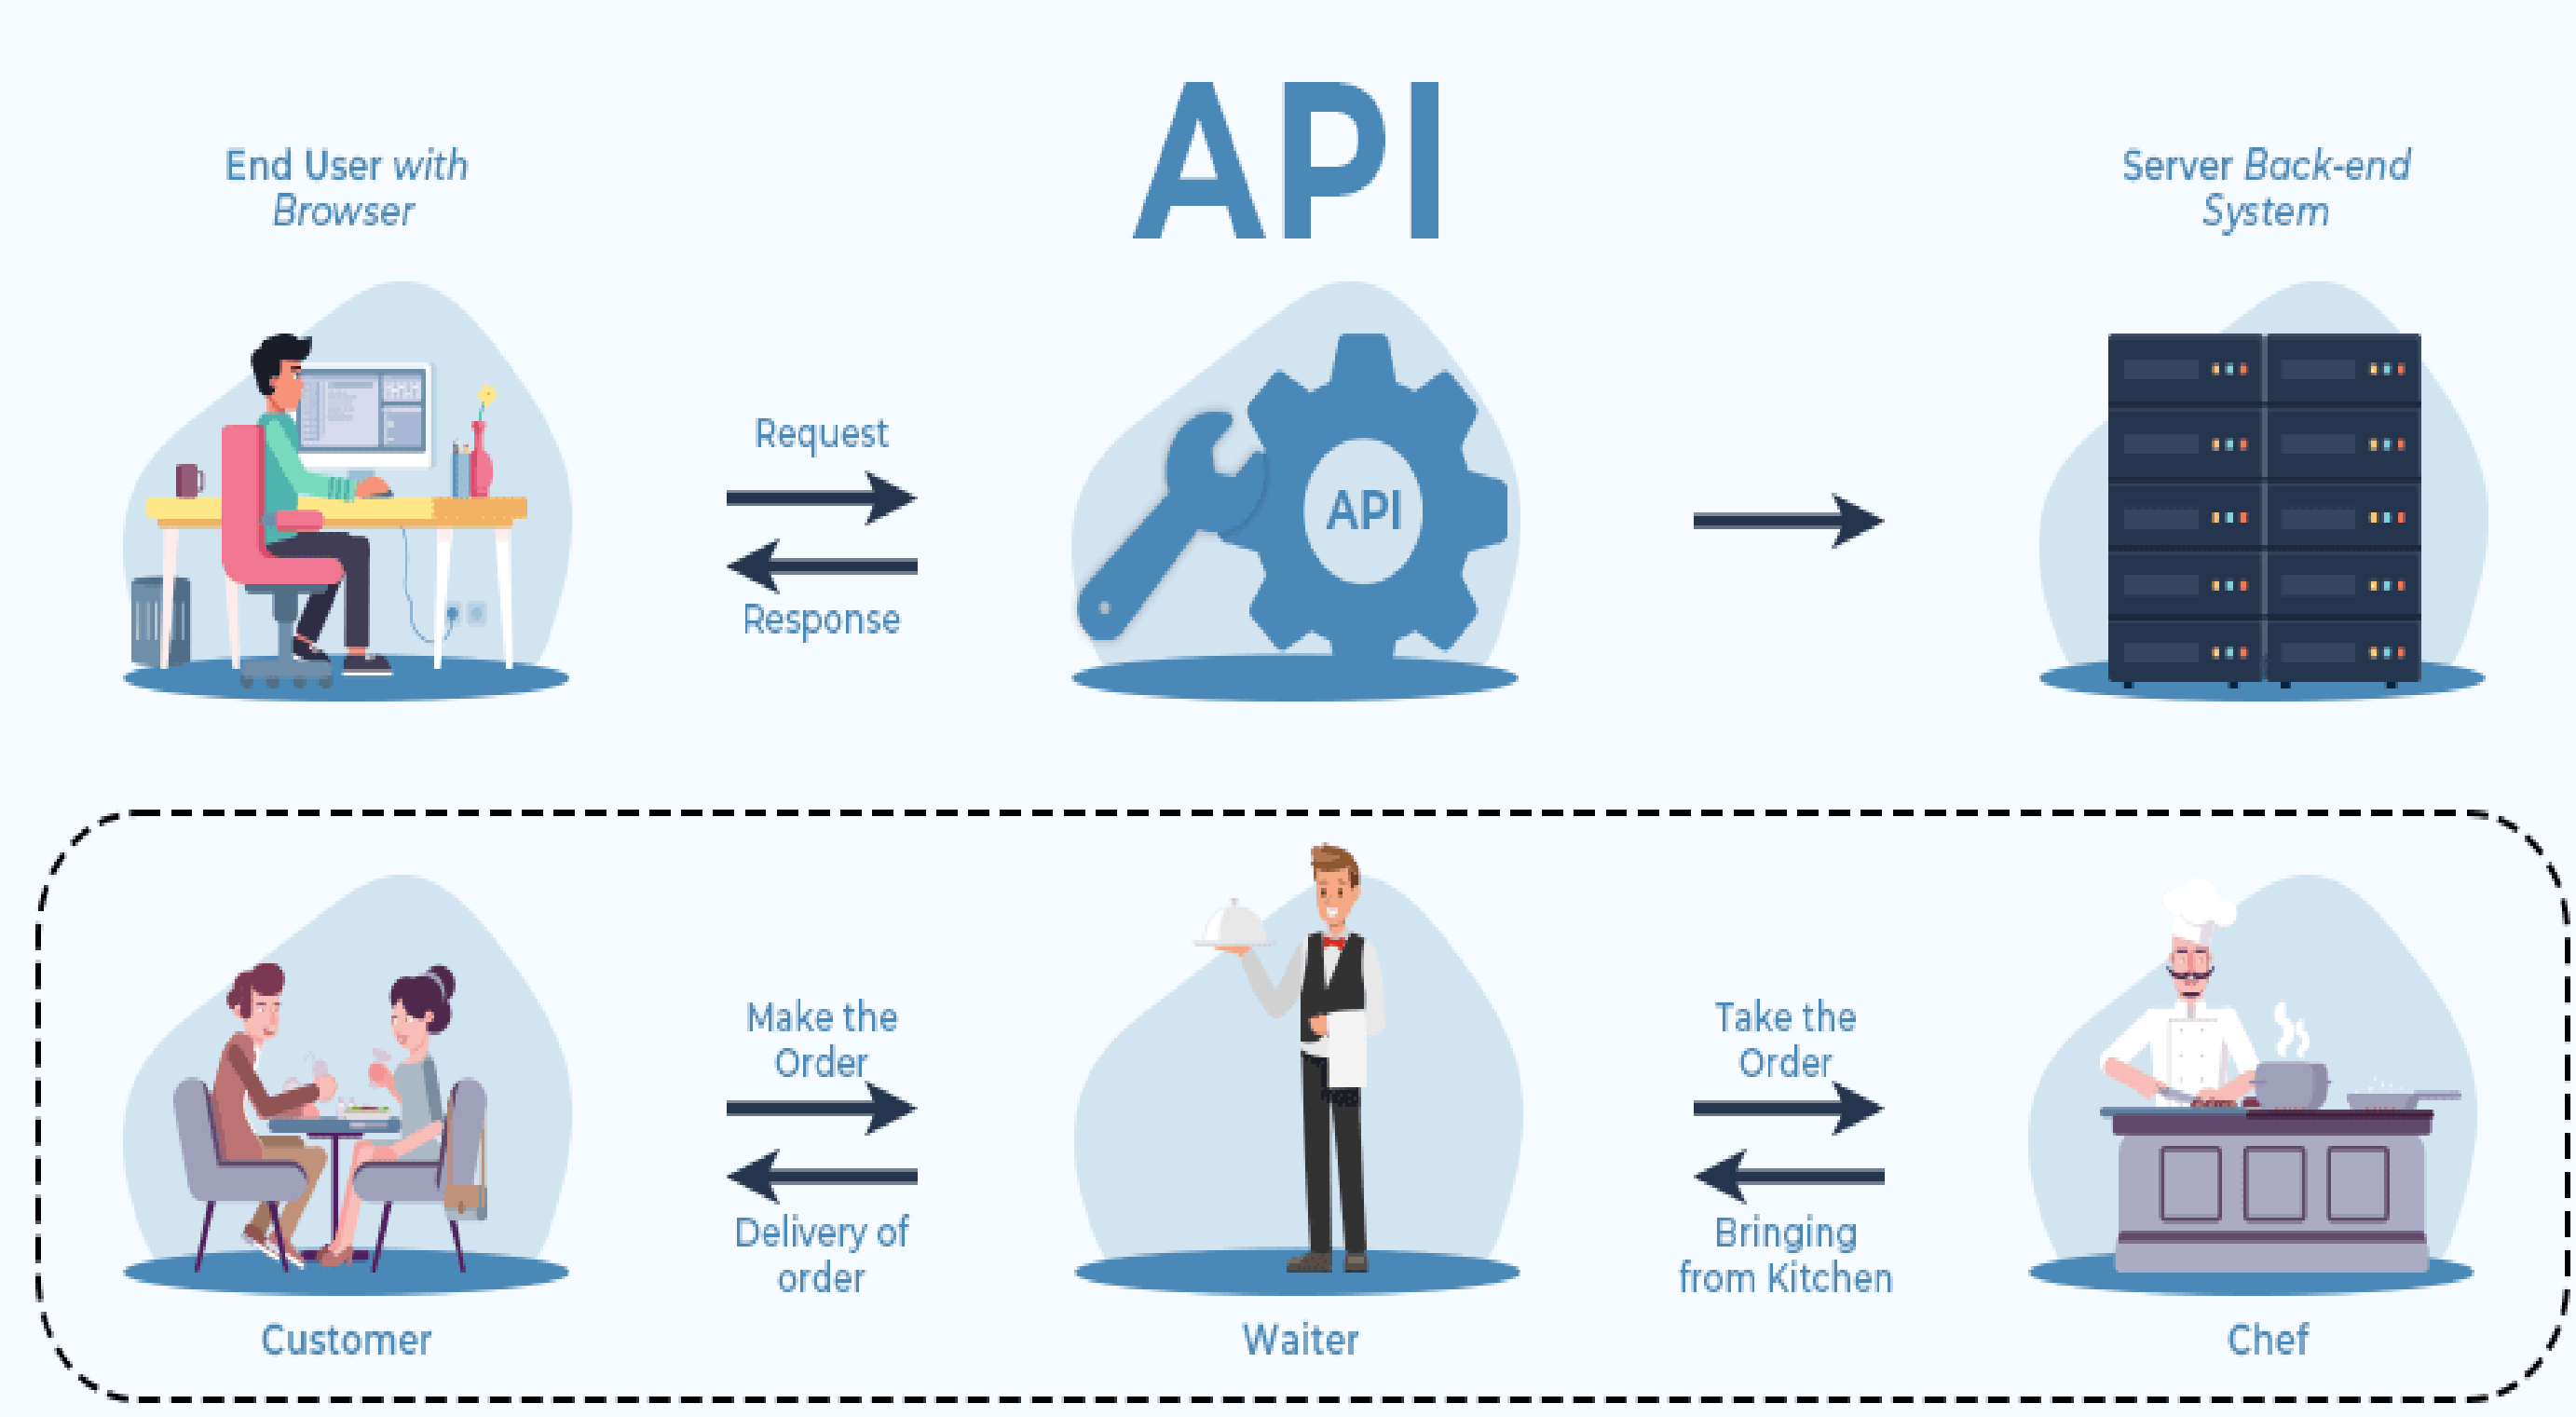 API
End User with
Browser
Server Back-end
System
Request
API
Response
Make the
Order
Take the
Order
Delivery of
order
Bringing
from Kitchen
Customer
Waiter
Chef